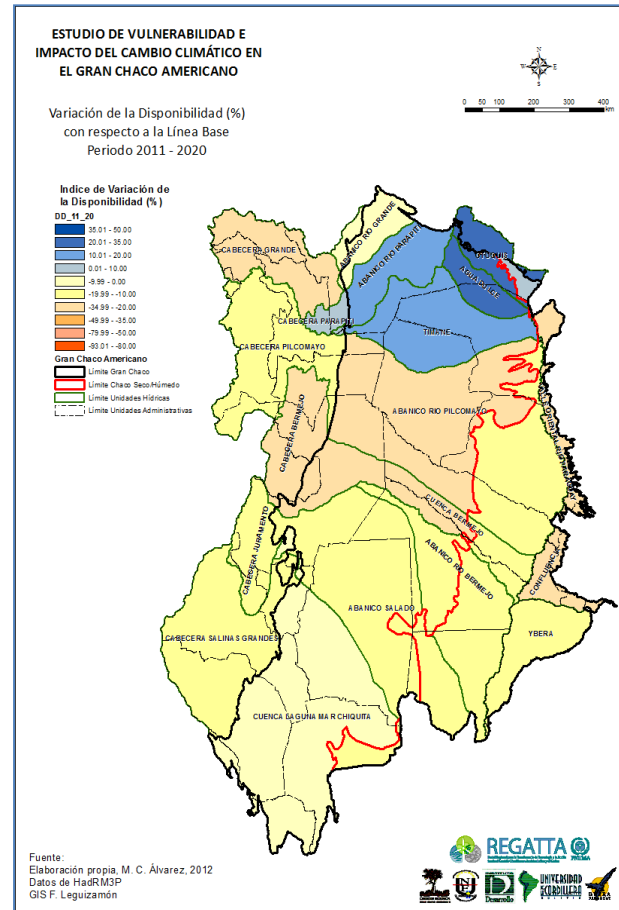 ESTUDIO DE VULNERABILIDAD E
IMPACTO DEL CAMBIO CLIMÁTICO EN
EL GRAN CHACO AMERICANO
Variación de la Disponibilidad (%)
con respecto a la Línea Base
Periodo 2011 - 2020
N
W
E
S
0 50 100 200 300 400
km
Indice de Variación de
la Disponibilidad (%)
DD_11_20
35.01 - 50.00
20.01 - 35.00
10.01 - 20.00
0.01 - 10.00
-9.99 - 0.00
-19.99 - -10.00
-34.99 - -20.00
-49.99 - -35.00
-79.99 - -50.00
-93.01 - -80.00
Gran Chaco Americano
Límite Gran Chaco
Límite Chaco Seco/Húmedo
Límite Unidades Hídricas
Límite Unidades Administrativas
ABANICO RIO GRANDE
ABANICO RIO PARAPITI
CABECERA GRANDE
OTUQUIS
AGUA DULCE
CABECERA PARAPITI
TIMANE
CABECERA PILCOMAYO
ABANICO RIO PILCOMAYO
CABECERA BERMEJO
CUENCA BERMEJO
ABANICO RIO BERMEJO
CABECERA JURAMENTO
CONFLUENCIA
ABANICO SALADO
YBERA
CABECERA SALINAS GRANDES
CUENCA LAGUNA MAR CHIQUITA
Fuente:
Elaboración propia, M. C. Álvarez, 2012
Datos de HadRM3P
GIS F. Leguizamón
REGATTA
PNUMA
Desarrollo
UNIVERSIDAD